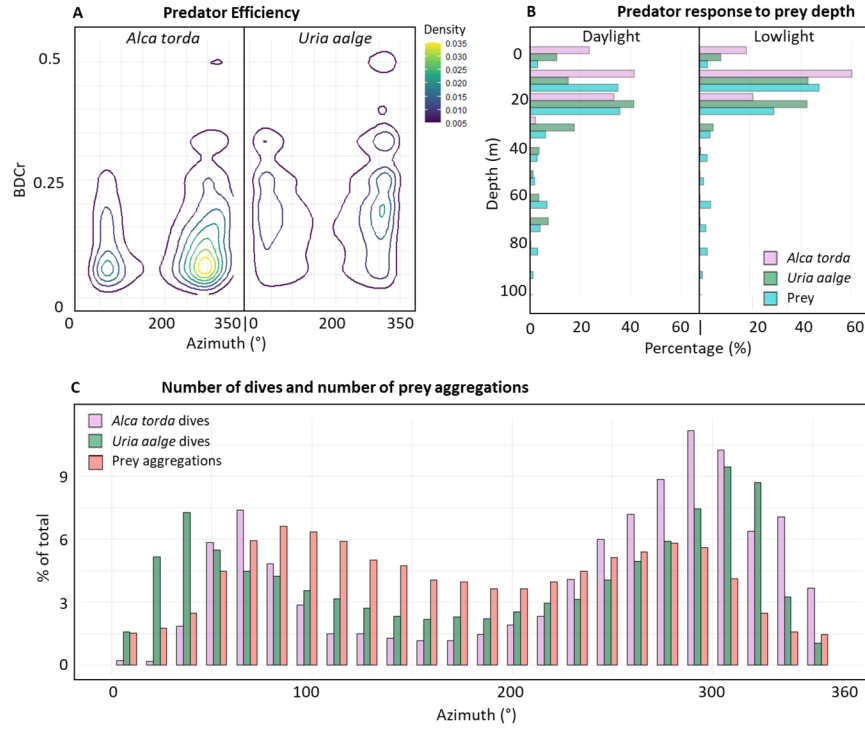 A Predator Efficiency
Alca torda Uria aalge
Density
0.035
0.030
0.025
0.020
0.015
0.010
0.005
0.5
0.25
0
BDCr
0 200 350 0 200 350
Azimuth (°)
B Predator response to prey depth
Daylight Lowlight
0
20
40
60
80
100
Depth (m)
Alca torda
Uria aalge
Prey
0 20 40 60 20 40 60
Percentage (%)
C Number of dives and number of prey aggregations
Alca torda dives
Uria aalge dives
Prey aggregations
9
6
3
0
% of total
0 100 200 300 360
Azimuth (°)